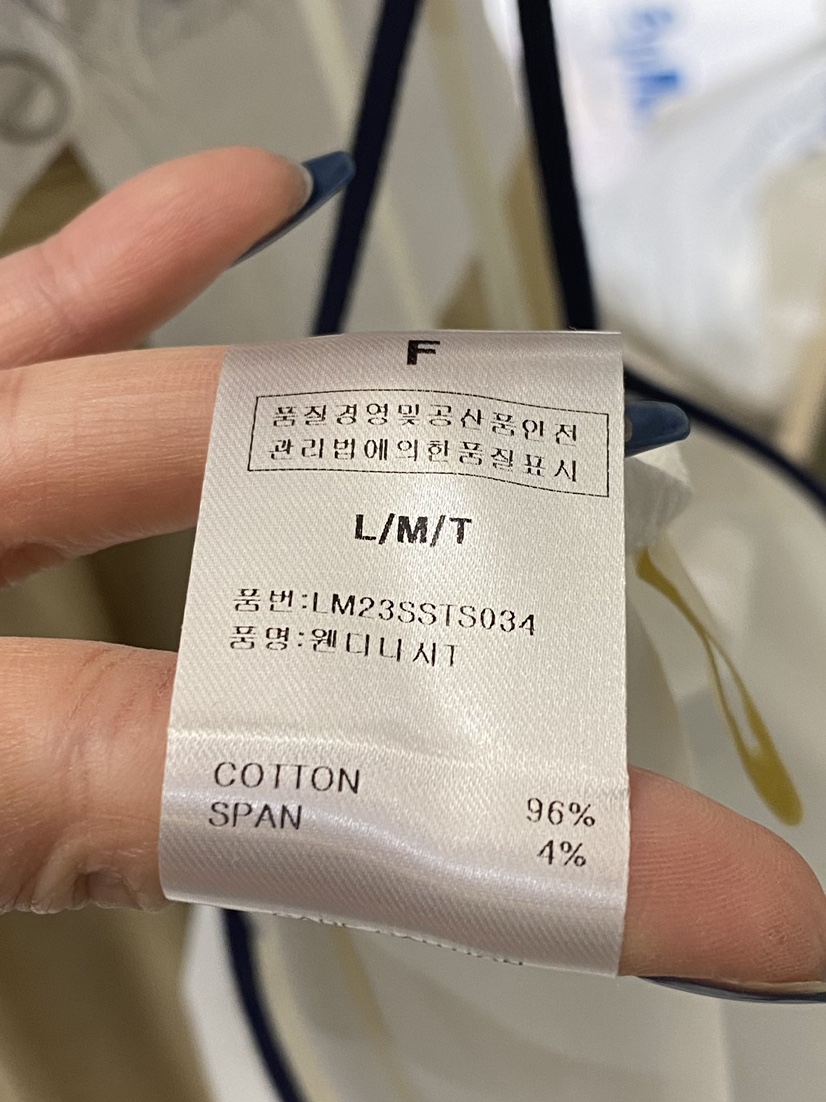 F
품질경영및공산품안전
관리법에의한품질표시
L/M/T
품번:LM23SSTS034
품명:웬디니시T
COTTON 96%
SPAN 4%